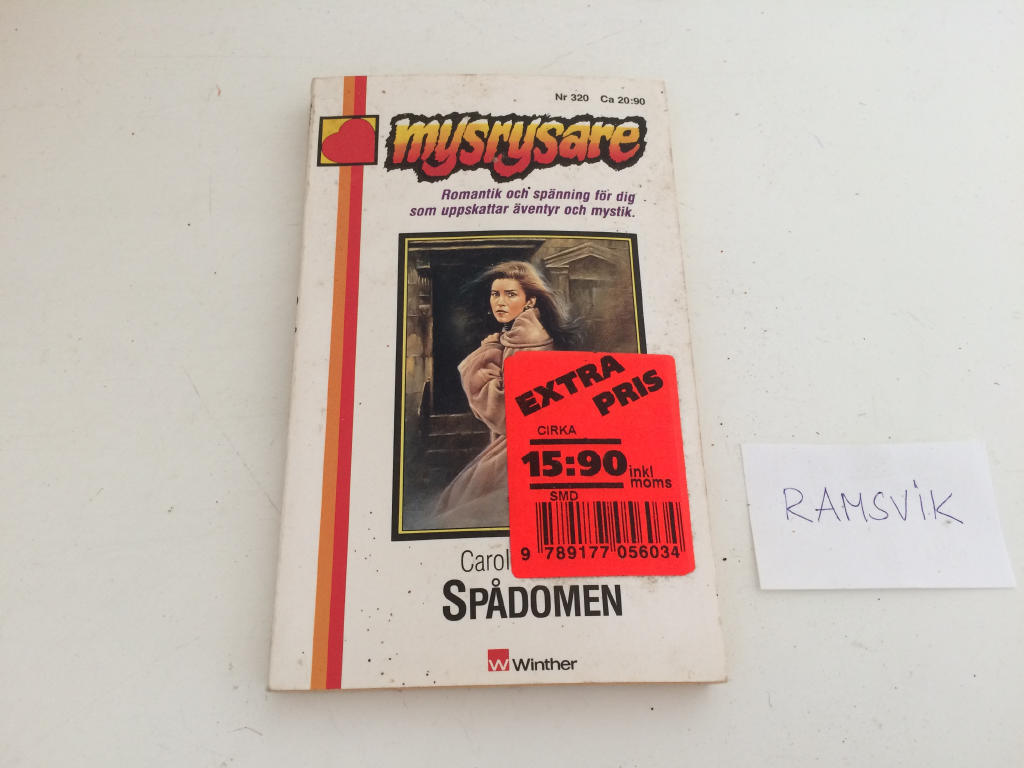 Nr 320 Ca 20:90
mysrysare
Romantik och spänning för dig
som uppskattar äventyr och mystik.
EXTRA
PRIS
CIRKA
15:90 inkl
moms
SMD
9 789177 056034
Carol
SPÅDOMEN
W Winther
RAMSVIK